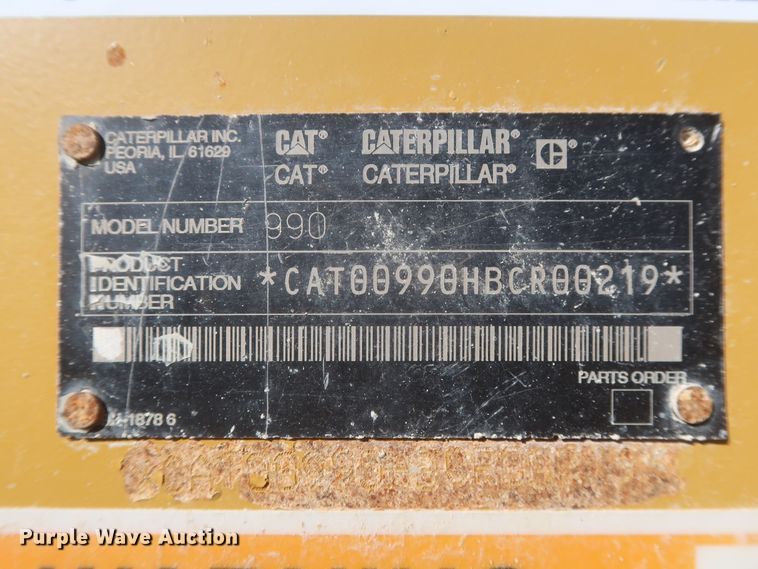 CATERPILLAR INC.
PEORIA, IL 61629
USA
CAT® CATERPILLAR®
CAT® CATERPILLAR®
MODEL NUMBER 990
PRODUCT
IDENTIFICATION
NUMBER
*CAT00990HBCR00219*
PARTS ORDER
Purple Wave Auction